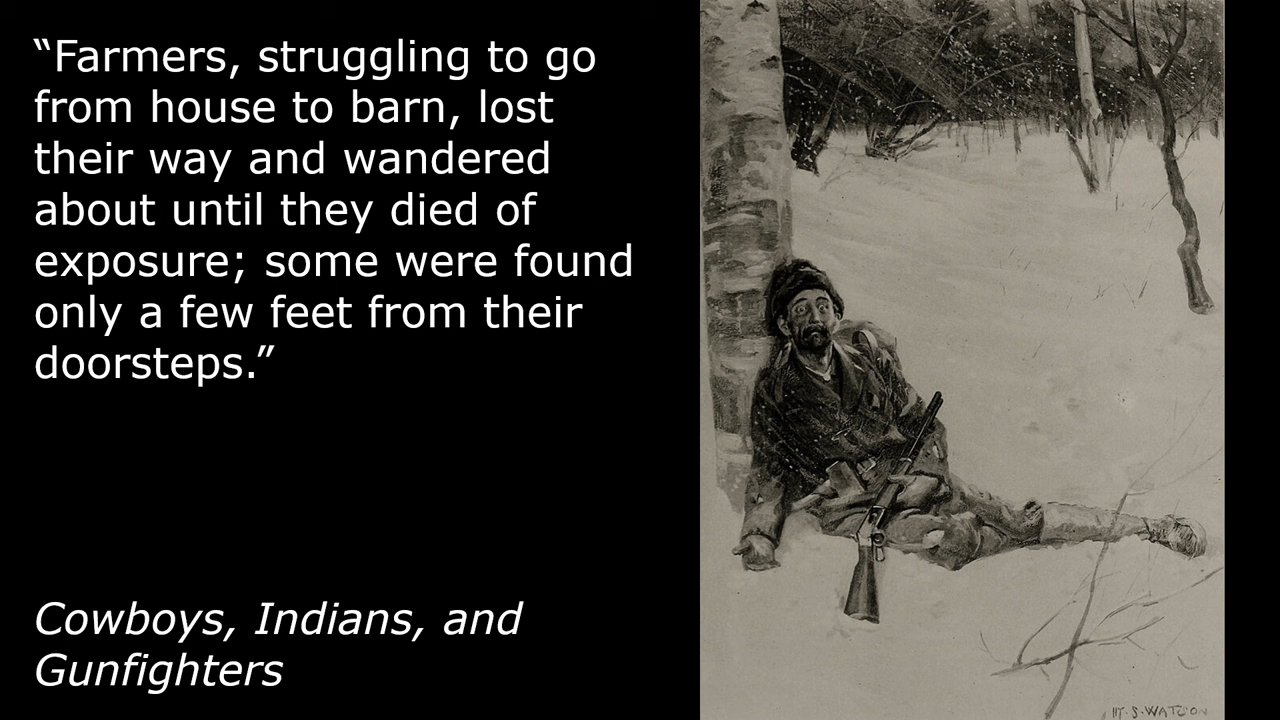 “Farmers, struggling to go
from house to barn, lost
their way and wandered
about until they died of
exposure; some were found
only a few feet from their
doorsteps.”
Cowboys, Indians, and
Gunfighters
H.S.WATSON